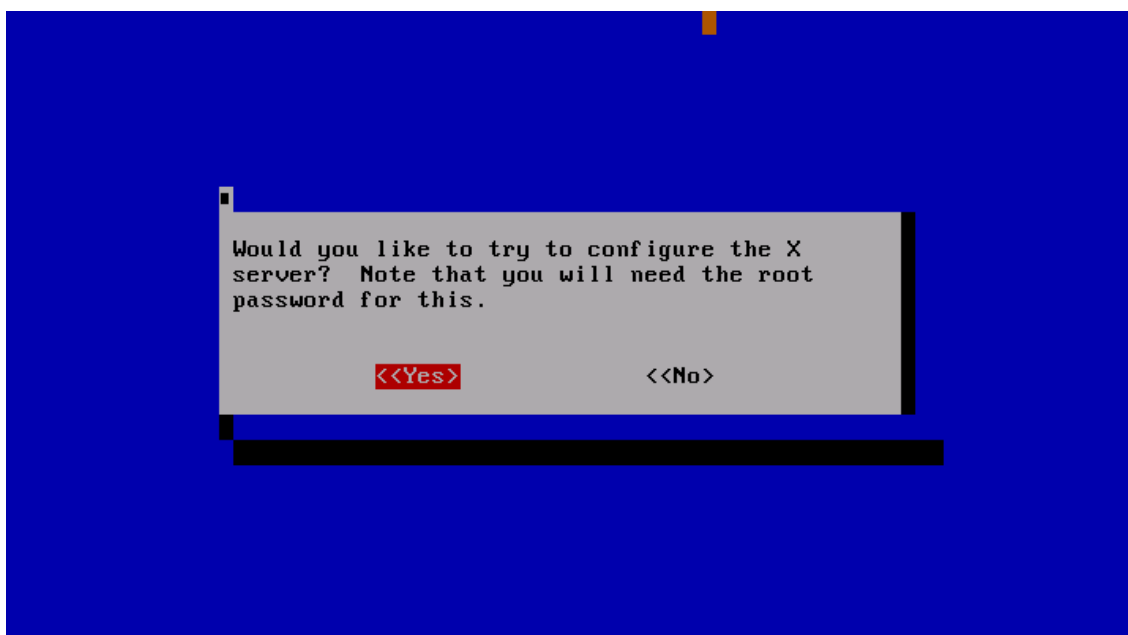 Would you like to try to configure the X
server?  Note that you will need the root
password for this.
<<Yes> <<No>